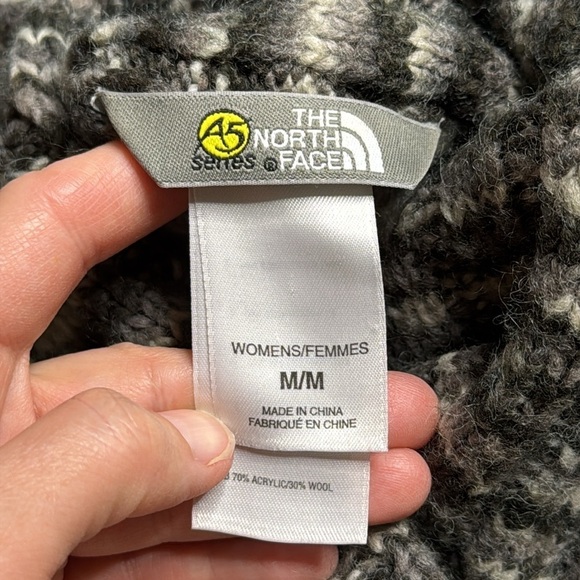 A5
series ®
THE
NORTH
FACE
WOMENS/FEMMES
M/M
MADE IN CHINA
FABRIQUÉ EN CHINE
70% ACRYLIC/30% WOOL